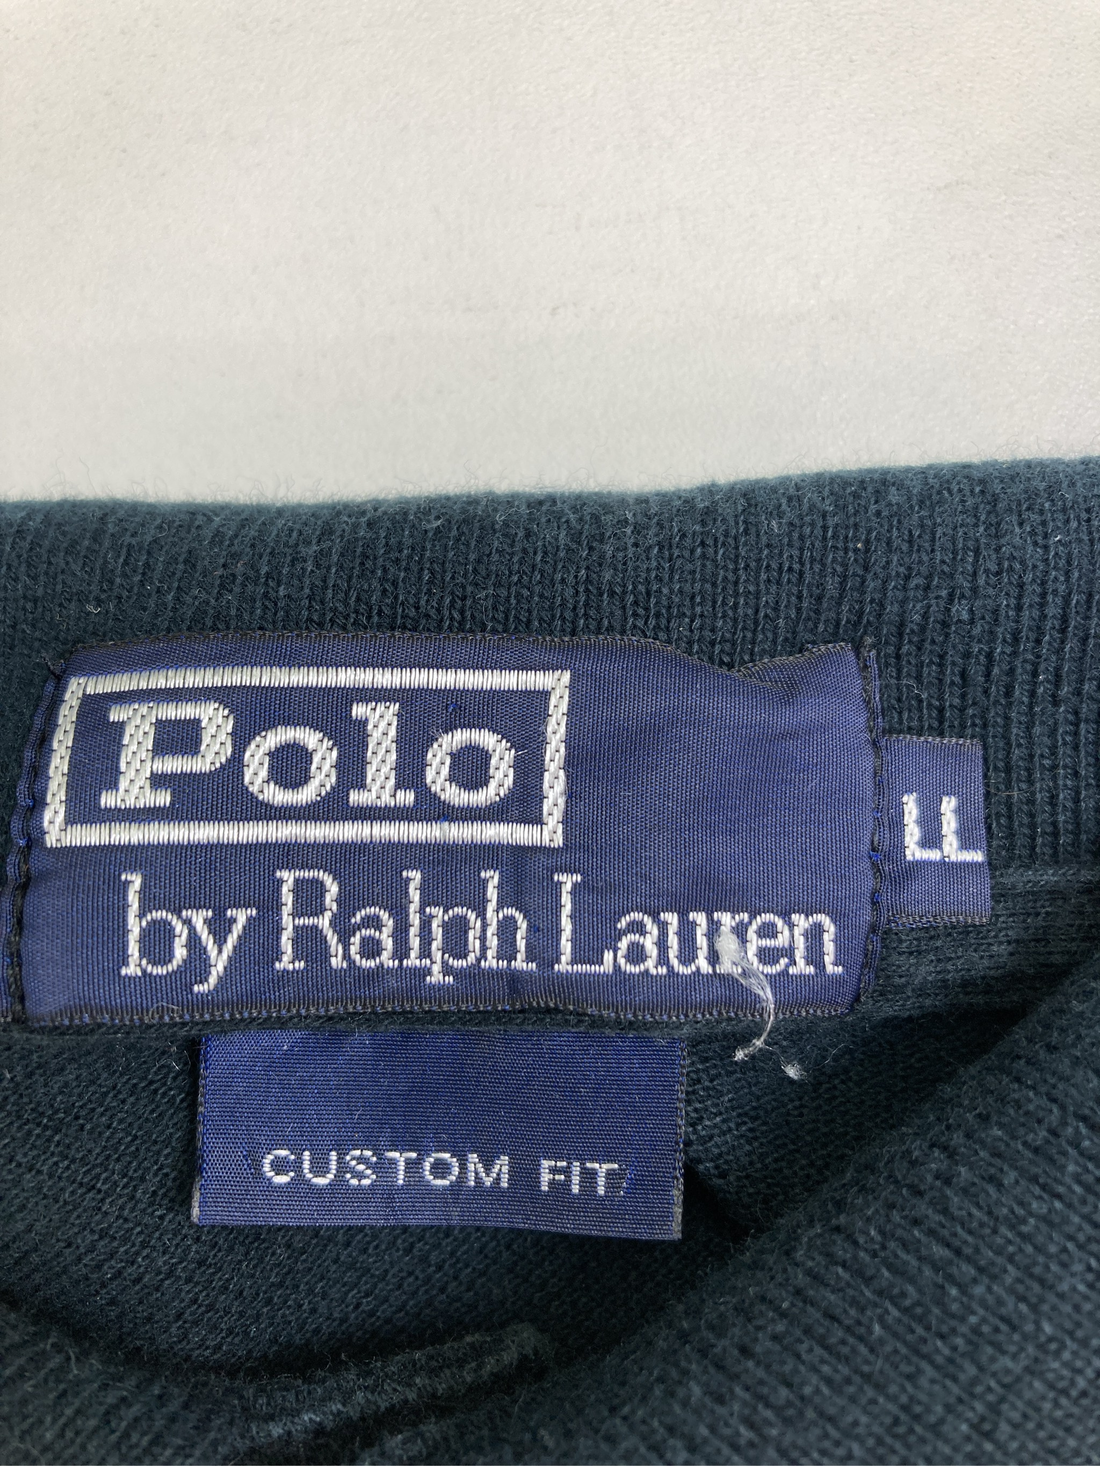 Polo
by Ralph Lauren
LL
CUSTOM FIT